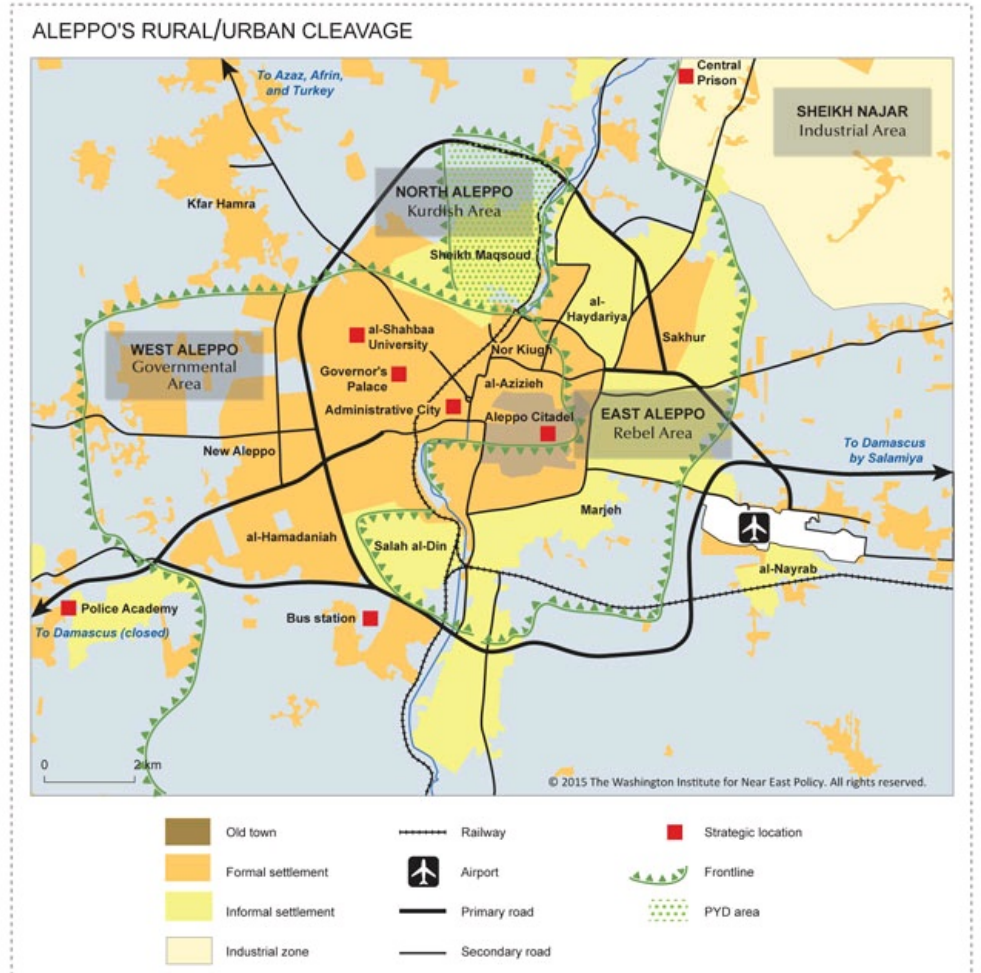 ALEPPO'S RURAL/URBAN CLEAVAGE
To Azaz, Afrin,
and Turkey
Central
Prison
SHEIKH NAJAR
Industrial Area
NORTH ALEPPO
Kurdish Area
Kfar Hamra
Sheikh Maqsoud
al-
Haydariya
al-Shahbaa
University
Sakhur
WEST ALEPPO
Governmental
Area
Nor Kiugh
Governor's
Palace
al-Azizieh
Administrative City
Aleppo Citadel
EAST ALEPPO
Rebel Area
To Damascus
by Salamiya
New Aleppo
Marjeh
al-Hamadaniah
Salah al-Din
al-Nayrab
Police Academy
Bus station
To Damascus (closed)
0 2 km
© 2015 The Washington Institute for Near East Policy. All rights reserved.
Old town
Railway
Strategic location
Formal settlement
Airport
Frontline
Informal settlement
Primary road
PYD area
Industrial zone
Secondary road